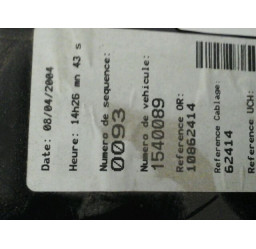 Date: 08/04/2004
Heure: 14h26 mn 43 s
Numero de sequence:
0093
Numero de vehicule:
1540089
Reference OR:
10862414
Reference Cablage:
62414
Reference UCH: